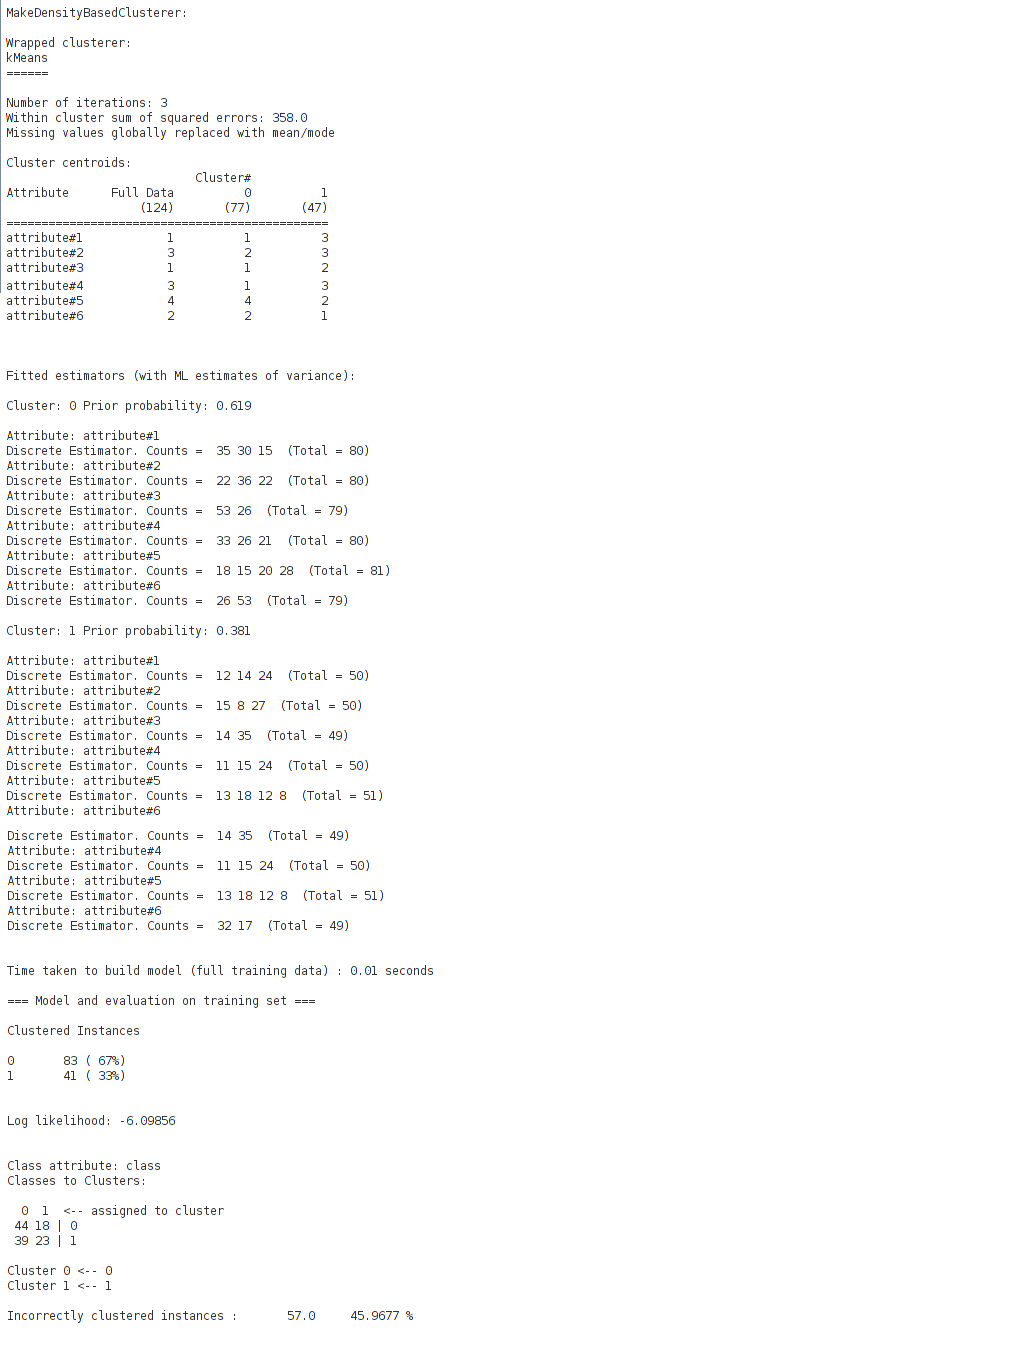 MakeDensityBasedClusterer:
Wrapped clusterer:
kMeans
======
Number of iterations: 3
Within cluster sum of squared errors: 358.0
Missing values globally replaced with mean/mode
Cluster centroids:
Cluster#
Attribute      Full Data          0          1
(124)       (77)       (47)
==============================================
attribute#1            1          1          3
attribute#2            3          2          3
attribute#3            1          1          2
attribute#4            3          1          3
attribute#5            4          4          2
attribute#6            2          2          1
Fitted estimators (with ML estimates of variance):
Cluster: 0 Prior probability: 0.619
Attribute: attribute#1
Discrete Estimator. Counts =  35 30 15  (Total = 80)
Attribute: attribute#2
Discrete Estimator. Counts =  22 36 22  (Total = 80)
Attribute: attribute#3
Discrete Estimator. Counts =  53 26  (Total = 79)
Attribute: attribute#4
Discrete Estimator. Counts =  33 26 21  (Total = 80)
Attribute: attribute#5
Discrete Estimator. Counts =  18 15 20 28  (Total = 81)
Attribute: attribute#6
Discrete Estimator. Counts =  26 53  (Total = 79)
Cluster: 1 Prior probability: 0.381
Attribute: attribute#1
Discrete Estimator. Counts =  12 14 24  (Total = 50)
Attribute: attribute#2
Discrete Estimator. Counts =  15 8 27  (Total = 50)
Attribute: attribute#3
Discrete Estimator. Counts =  14 35  (Total = 49)
Attribute: attribute#4
Discrete Estimator. Counts =  11 15 24  (Total = 50)
Attribute: attribute#5
Discrete Estimator. Counts =  13 18 12 8  (Total = 51)
Attribute: attribute#6
Discrete Estimator. Counts =  14 35  (Total = 49)
Attribute: attribute#4
Discrete Estimator. Counts =  11 15 24  (Total = 50)
Attribute: attribute#5
Discrete Estimator. Counts =  13 18 12 8  (Total = 51)
Attribute: attribute#6
Discrete Estimator. Counts =  32 17  (Total = 49)
Time taken to build model (full training data) : 0.01 seconds
=== Model and evaluation on training set ===
Clustered Instances
0       83 ( 67%)
1       41 ( 33%)
Log likelihood: -6.09856
Class attribute: class
Classes to Clusters:
0  1  <-- assigned to cluster
44 18 | 0
39 23 | 1
Cluster 0 <-- 0
Cluster 1 <-- 1
Incorrectly clustered instances :       57.0     45.9677 %